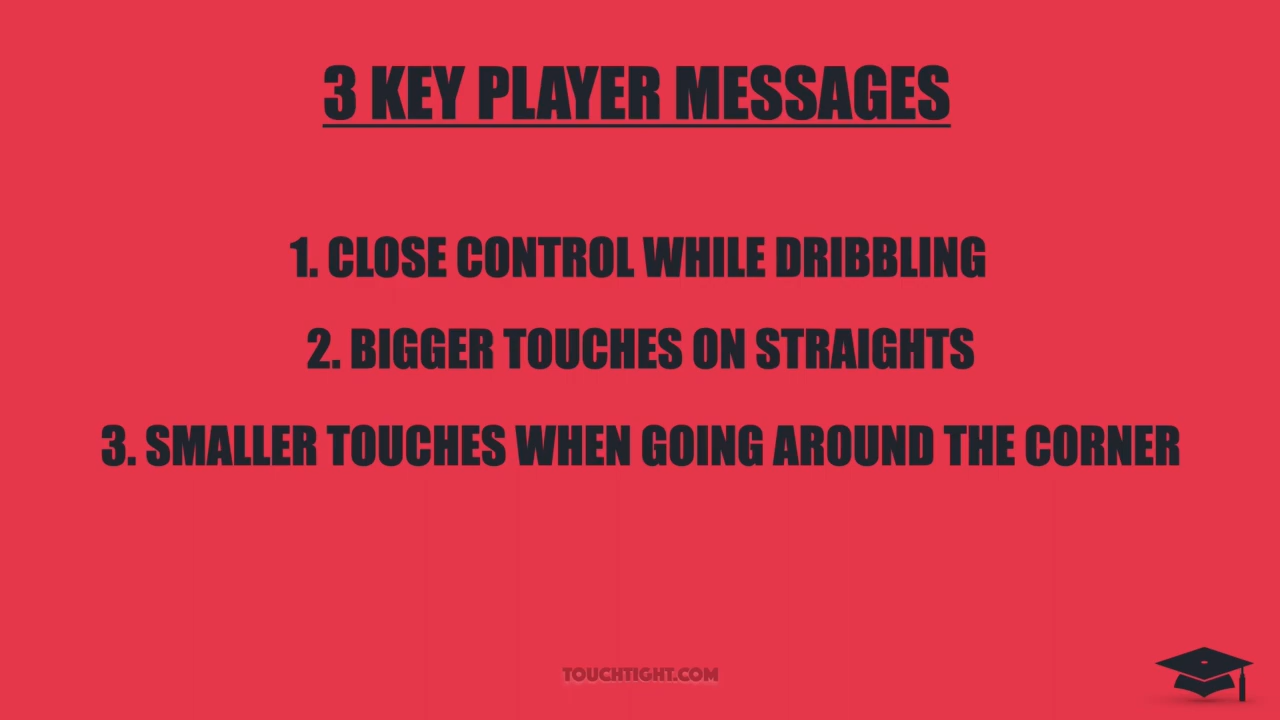 3 KEY PLAYER MESSAGES
1. CLOSE CONTROL WHILE DRIBBLING
2. BIGGER TOUCHES ON STRAIGHTS
3. SMALLER TOUCHES WHEN GOING AROUND THE CORNER
TOUCHTIGHT.COM